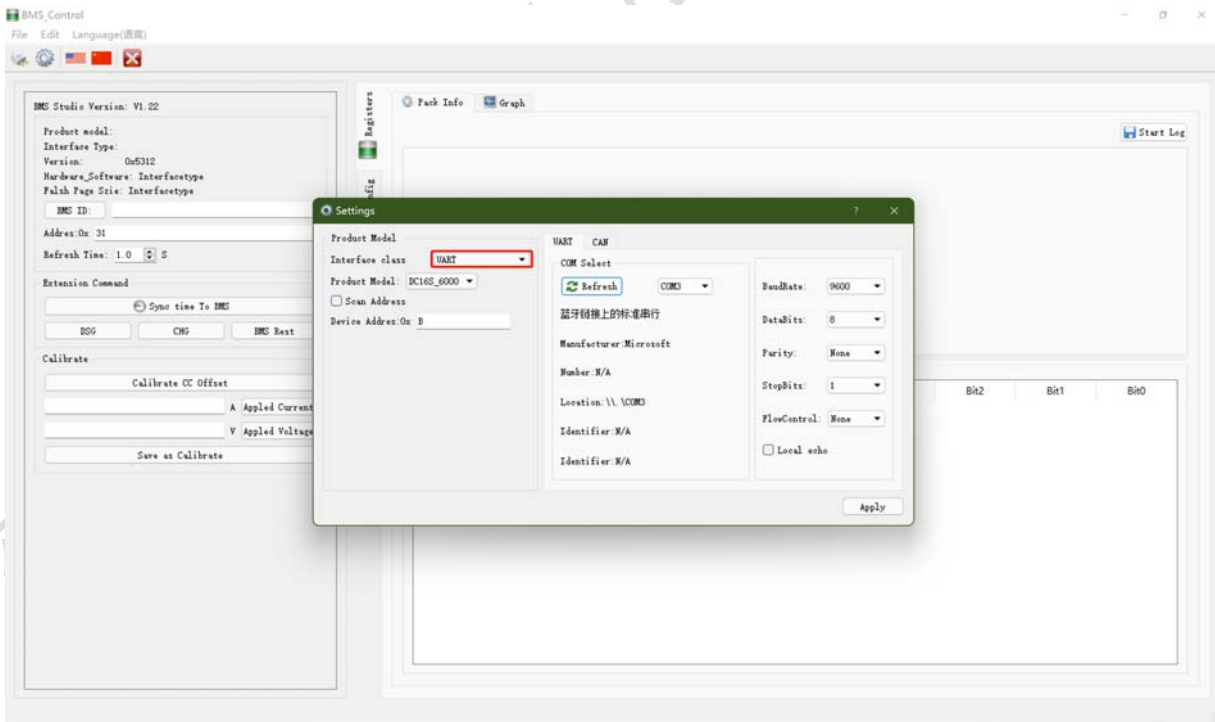 BMS_Control
File Edit Language(语言)
BMS Studio Version: V1.22
Product model:
Interface Type:
Version: 0x5312
Hardware_Software: Interfacetype
Falsh Page Szie: Interfacetype
BMS ID:
Addres:0x 31
Refresh Time: 1.0 S
Extension Command
Sync time To BMS
DSG CHG BMS Rest
Calibrate
Calibrate CC Offset
A Appled Current
V Appled Voltage
Save as Calibrate
Registers
Pack Info Graph
Start Log
Settings ? ×
Product Model
Interface class UART
Product Model: DC16S_6000
Scan Address
Device Addres:0x B
UART CAN
COM Select
Refresh COM3
蓝牙链接上的标准串行
Manufacturer:Microsoft
Number:N/A
Location:\\.\COM3
Identifier:N/A
Identifier:N/A
BaudRate: 9600
DataBits: 8
Parity: None
StopBits: 1
FlowControl: None
Local echo
Apply
Bit2 Bit1 Bit0